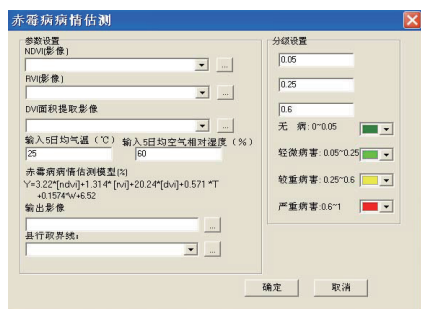 赤霉病病情估测
参数设置
NDVI(影像)
...
RVI(影像)
...
DVI面积提取影像
...
输入5日均气温（℃） 输入5日均空气相对湿度（%）
25 60
赤霉病病情估测模型(%)
Y=3.22*[ndvi]+1.314* [rvi]+20.24*[dvi]+0.571 *T
+0.1574*W+6.52
输出影像
...
县行政界线:
...
分级设置
0.05
0.25
0.6
无 病: 0~0.05
轻微病害: 0.05~0.25
较重病害: 0.25~0.6
严重病害: 0.6~1
确定 取消